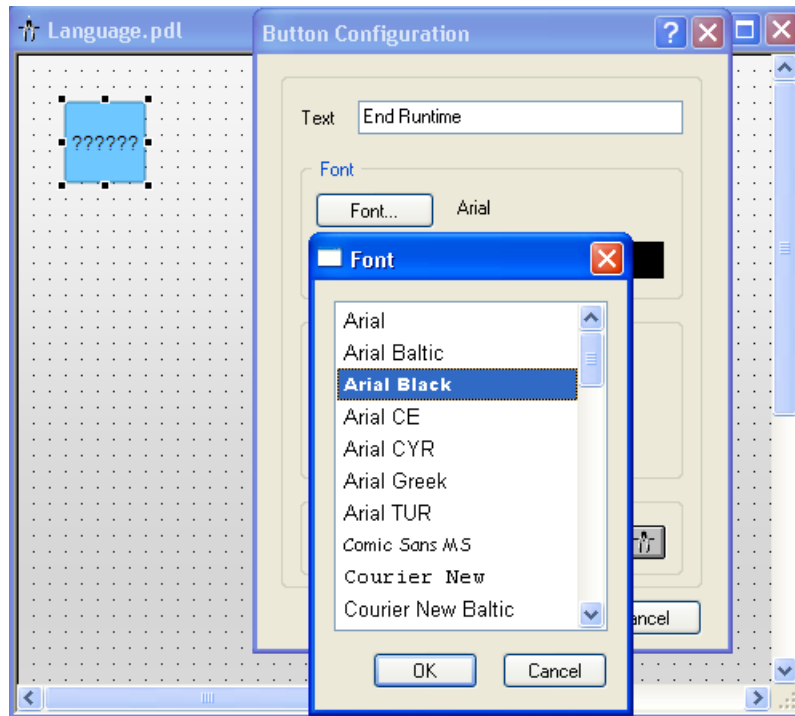 Language.pdl
Button Configuration
??????
Text
End Runtime
Font
Font...
Arial
Font
Arial
Arial Baltic
Arial Black
Arial CE
Arial CYR
Arial Greek
Arial TUR
Comic Sans MS
Courier New
Courier New Baltic
OK
Cancel
ancel